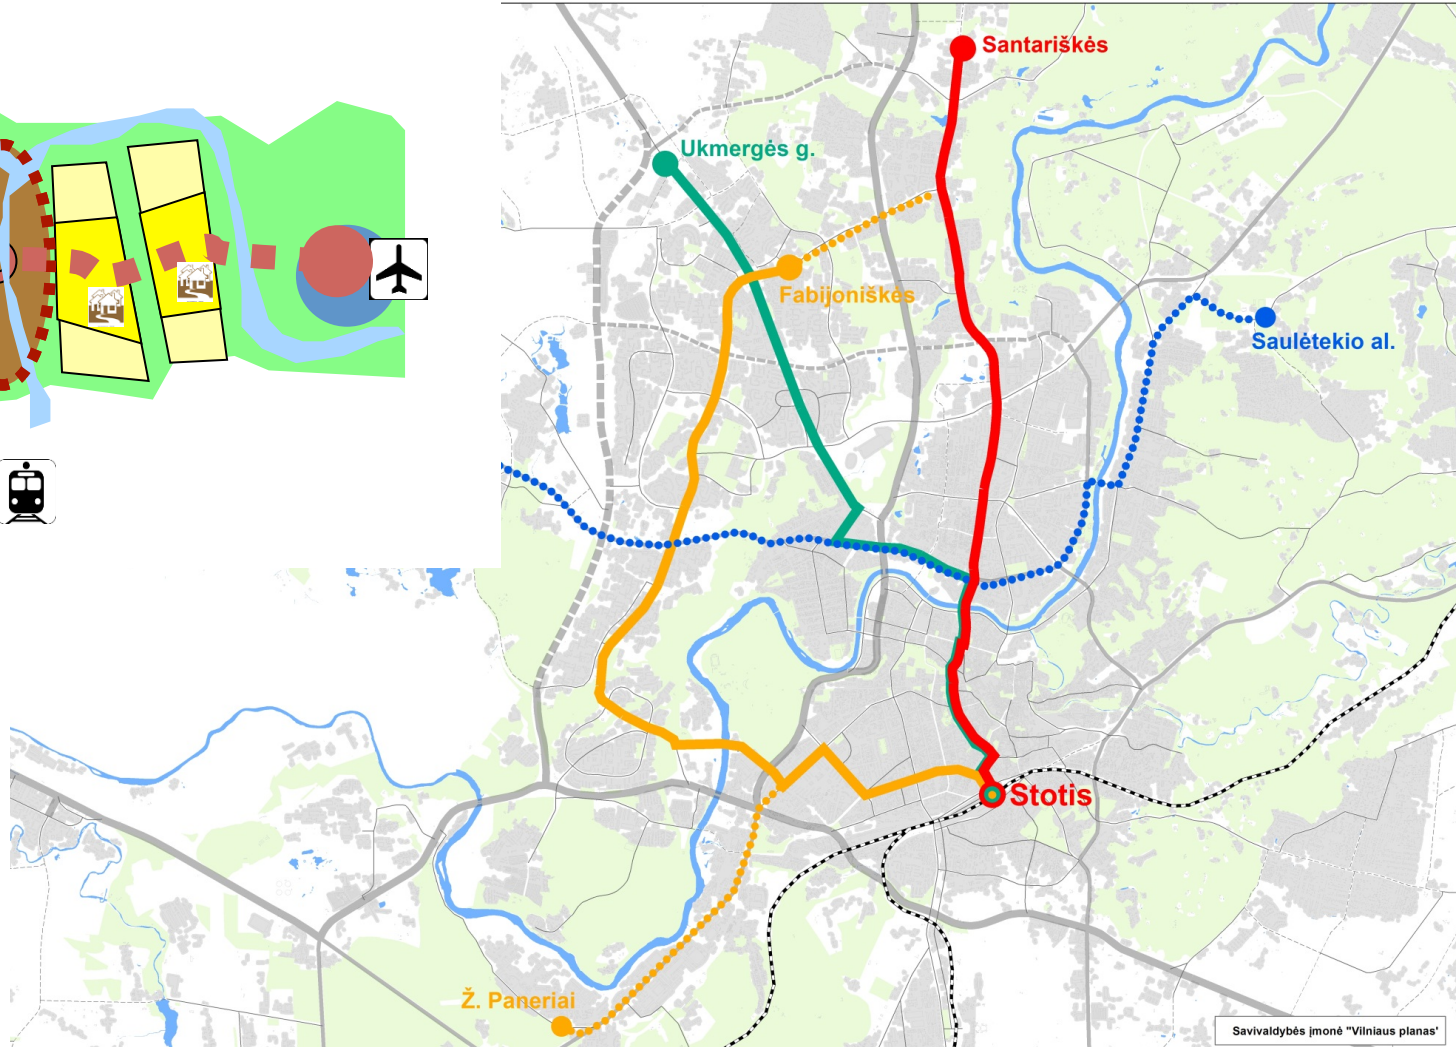 Santariškės
Ukmergės g.
Fabijoniškės
Saulėtekio al.
Stotis
Ž. Paneriai
Savivaldybės įmonė "Vilniaus planas'